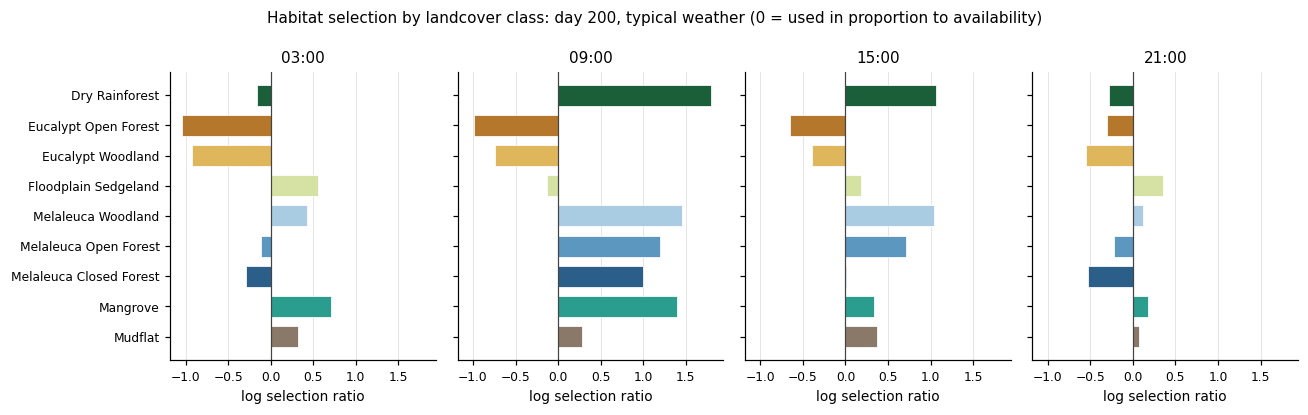 Habitat selection by landcover class: day 200, typical weather (0 = used in proportion to availability)
03:00 09:00 15:00 21:00
Dry Rainforest
Eucalypt Open Forest
Eucalypt Woodland
Floodplain Sedgeland
Melaleuca Woodland
Melaleuca Open Forest
Melaleuca Closed Forest
Mangrove
Mudflat
−1.0 −0.5 0.0 0.5 1.0 1.5 −1.0 −0.5 0.0 0.5 1.0 1.5 −1.0 −0.5 0.0 0.5 1.0 1.5 −1.0 −0.5 0.0 0.5 1.0 1.5
log selection ratio log selection ratio log selection ratio log selection ratio